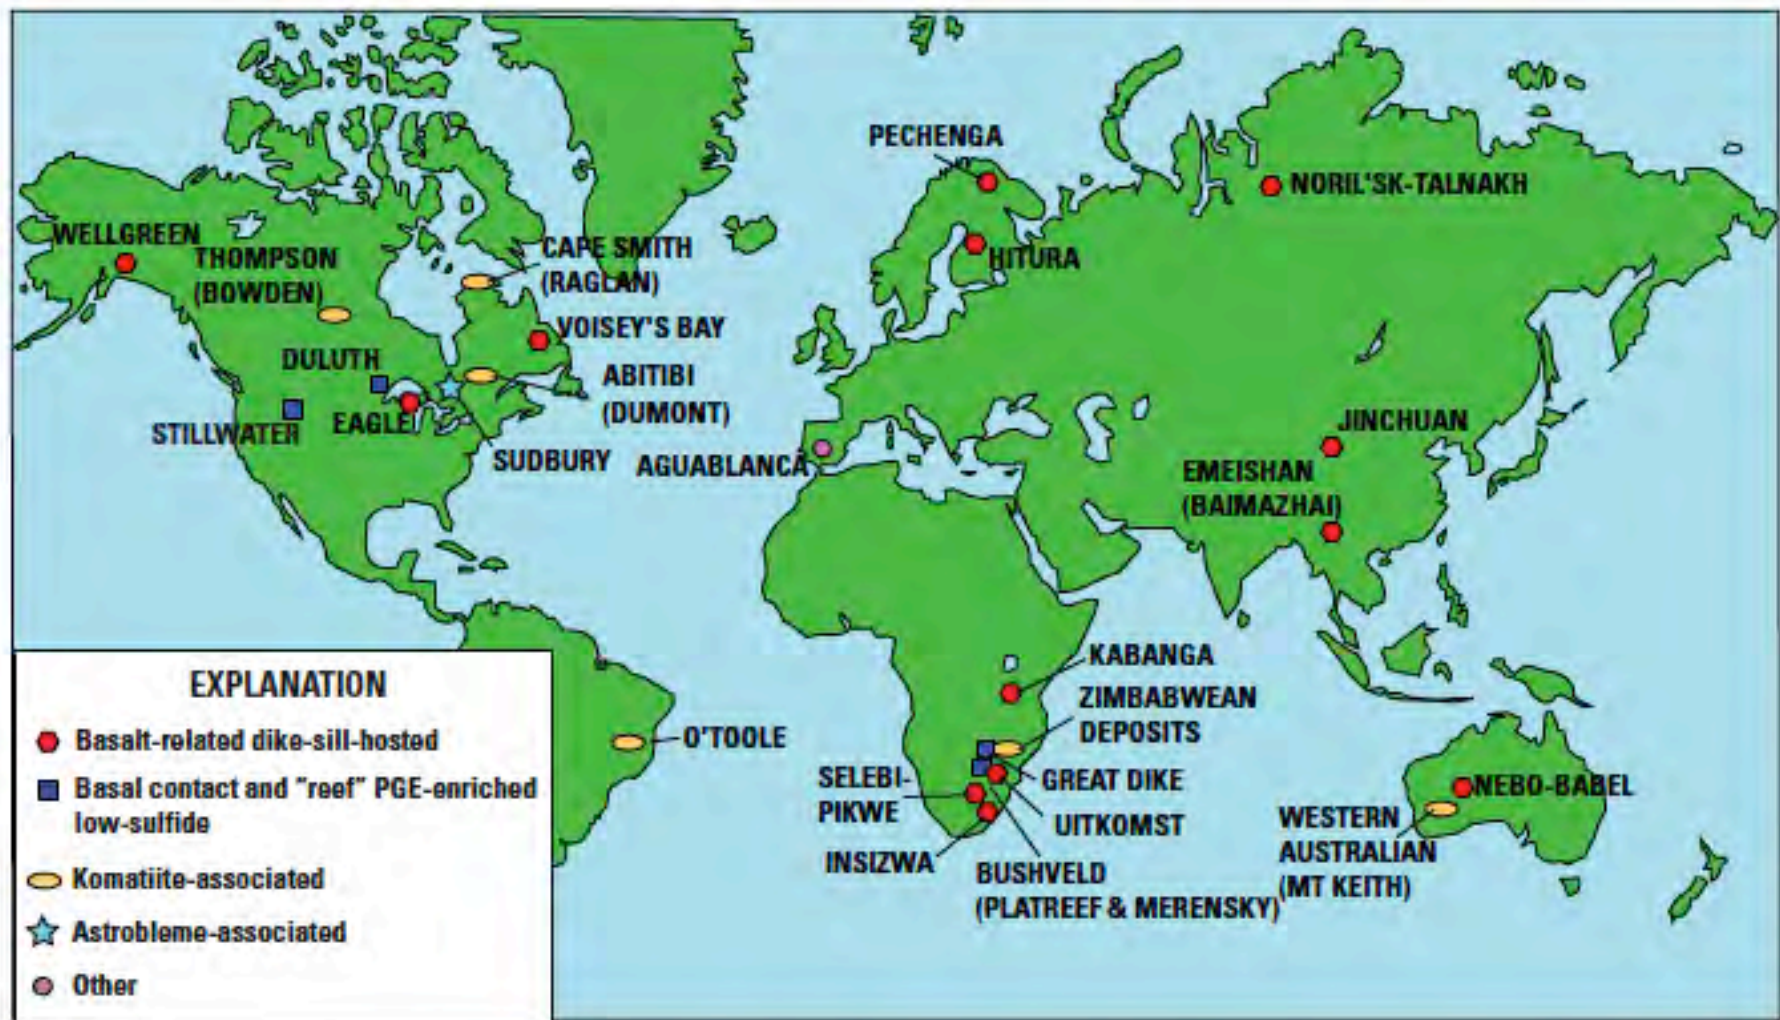 PECHENGA
NORIL'SK-TALNAKH
WELLGREEN
THOMPSON
(BOWDEN)
CAPE SMITH
(RAGLAN)
HITURA
VOISEY'S BAY
DULUTH
ABITIBI
(DUMONT)
STILLWATER
EAGLE
SUDBURY
AGUABLANCA
JINCHUAN
EMEISHAN
(BAIMAZHAI)
KABANGA
ZIMBABWEAN
DEPOSITS
O'TOOLE
SELEBI-
PIKWE
GREAT DIKE
UITKOMST
INSIZWA
BUSHVELD
(PLATREEF & MERENSKY)
NEBO-BABEL
WESTERN
AUSTRALIAN
(MT KEITH)
EXPLANATION
Basalt-related dike-sill-hosted
Basal contact and "reef" PGE-enriched
low-sulfide
Komatiite-associated
Astrobleme-associated
Other